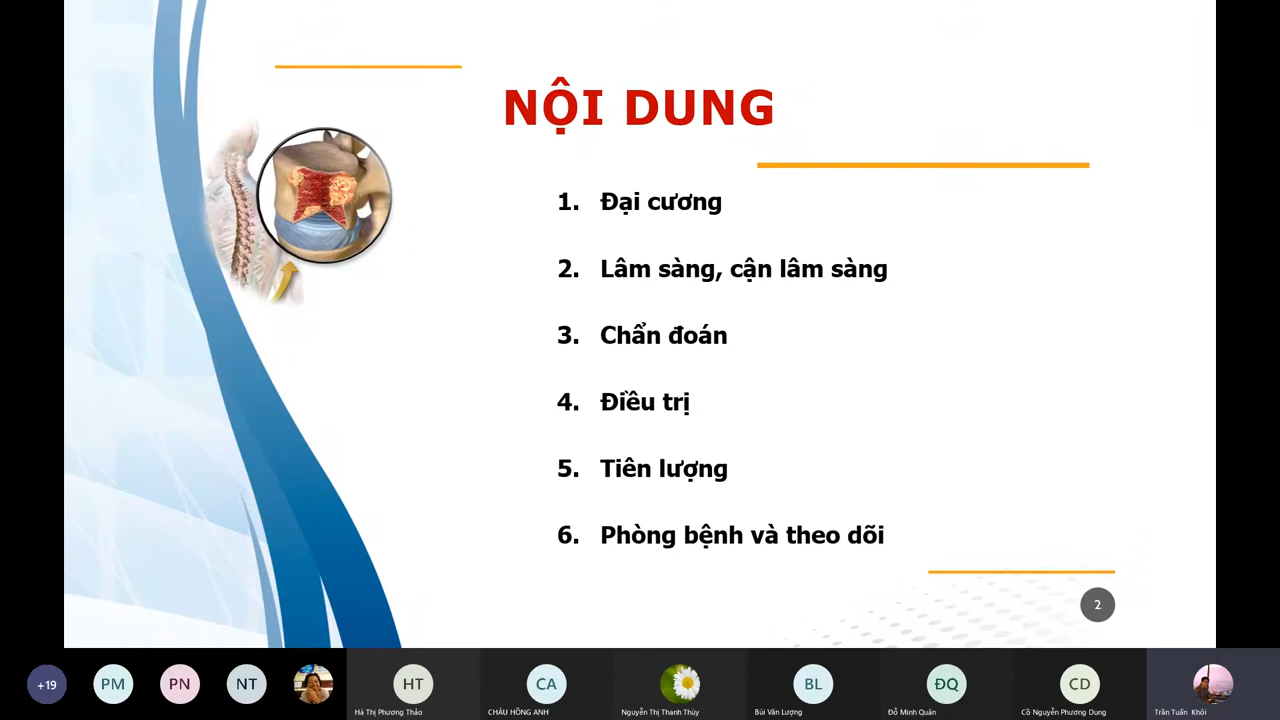 NỘI DUNG
1. Đại cương
2. Lâm sàng, cận lâm sàng
3. Chẩn đoán
4. Điều trị
5. Tiên lượng
6. Phòng bệnh và theo dõi
2
+19
PM
PN
NT
HT
CA
BL
ĐQ
CD
Hà Thị Phương Thảo
CHÂU HỒNG ANH
Nguyễn Thị Thanh Thủy
Bùi Văn Lượng
Đỗ Minh Quân
Cồ Nguyễn Phương Dung
Trần Tuấn Khôi